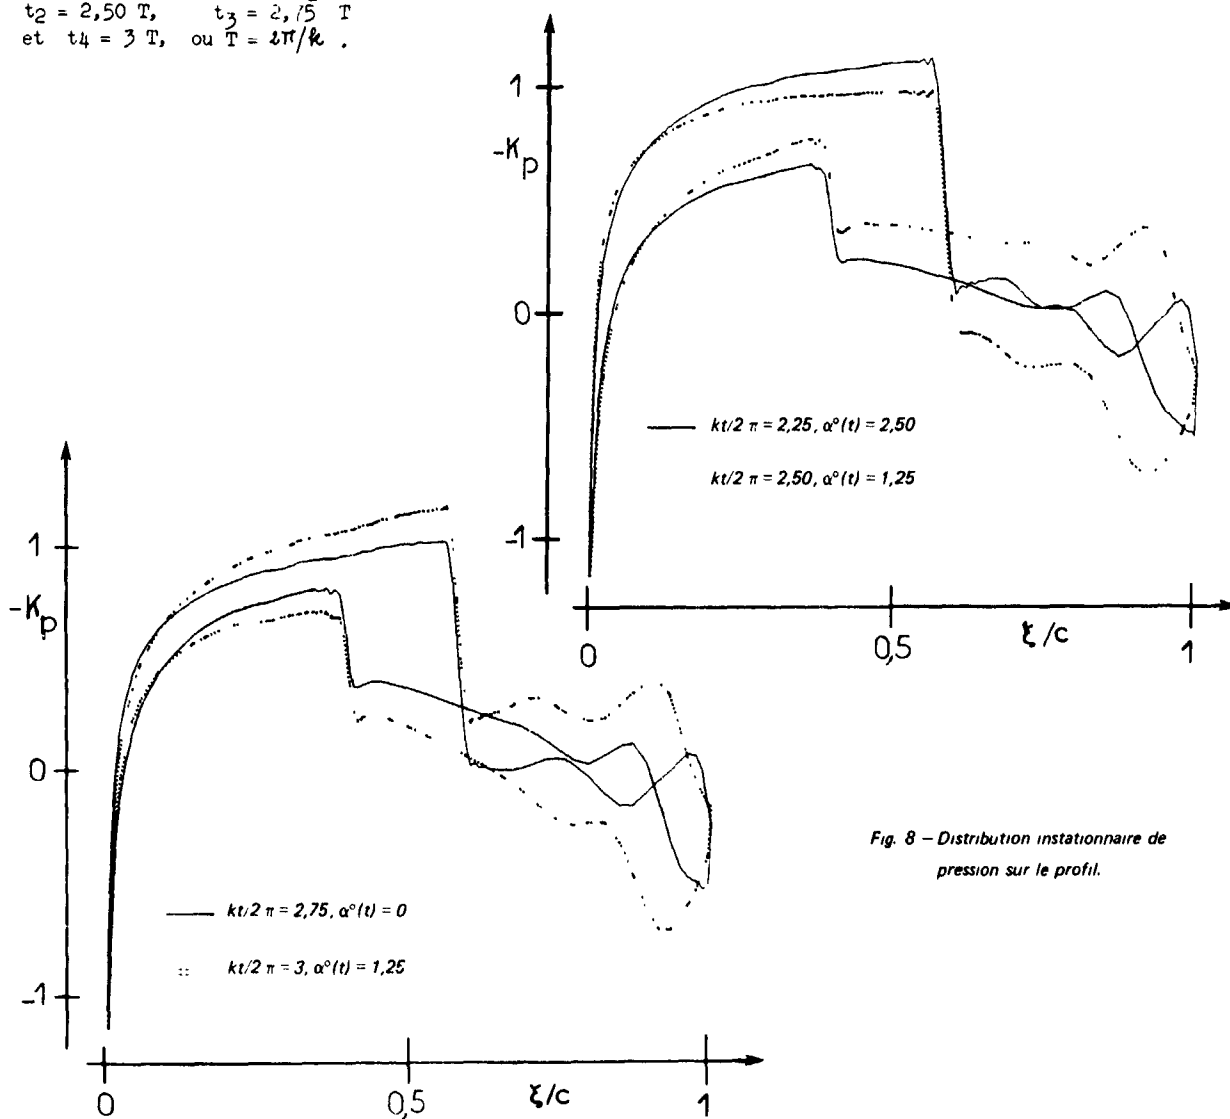 t2 = 2,50 T, t3 = 2,75 T
et t4 = 3 T, ou T = 2π/k .
1
-Kp
0
-1
kt/2 π = 2,25, α°(t) = 2,50
kt/2 π = 2,50, α°(t) = 1,25
0
0,5
ξ/c
1
1
-Kp
0
-1
kt/2 π = 2,75, α°(t) = 0
kt/2 π = 3, α°(t) = 1,25
0
0,5
ξ/c
1
Fig. 8 – Distribution instationnaire de
pression sur le profil.